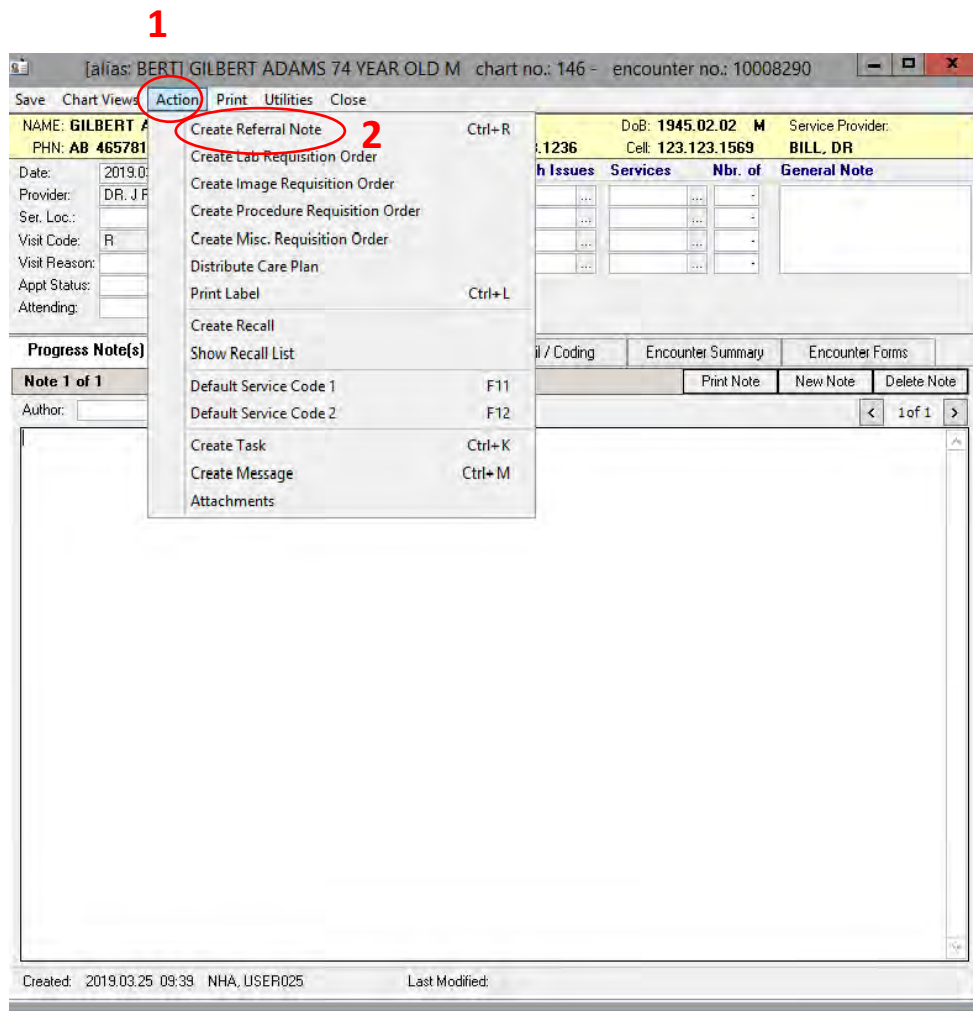 1
[alias: BERT] GILBERT ADAMS 74 YEAR OLD M chart no.: 146 - encounter no.: 10008290
Save Chart Views Action Print Utilities Close
NAME: GILBERT A DoB: 1945.02.02 M Service Provider:
PHN: AB 465781 .1236 Cell: 123.123.1569 BILL, DR
Create Referral Note Ctrl+R
2
Create Lab Requisition Order
Create Image Requisition Order
Create Procedure Requisition Order
Create Misc. Requisition Order
Distribute Care Plan
Print Label Ctrl+L
Create Recall
Show Recall List
Default Service Code 1 F11
Default Service Code 2 F12
Create Task Ctrl+K
Create Message Ctrl+M
Attachments
Date: 2019.0 h Issues Services Nbr. of General Note
Provider: DR. J
Ser. Loc.:
Visit Code: R
Visit Reason:
Appt Status:
Attending:
Progress Note(s) il / Coding Encounter Summary Encounter Forms
Note 1 of 1 Print Note New Note Delete Note
Author: < 1of 1 >
Created: 2019.03.25 09:39 NHA, USER025 Last Modified: